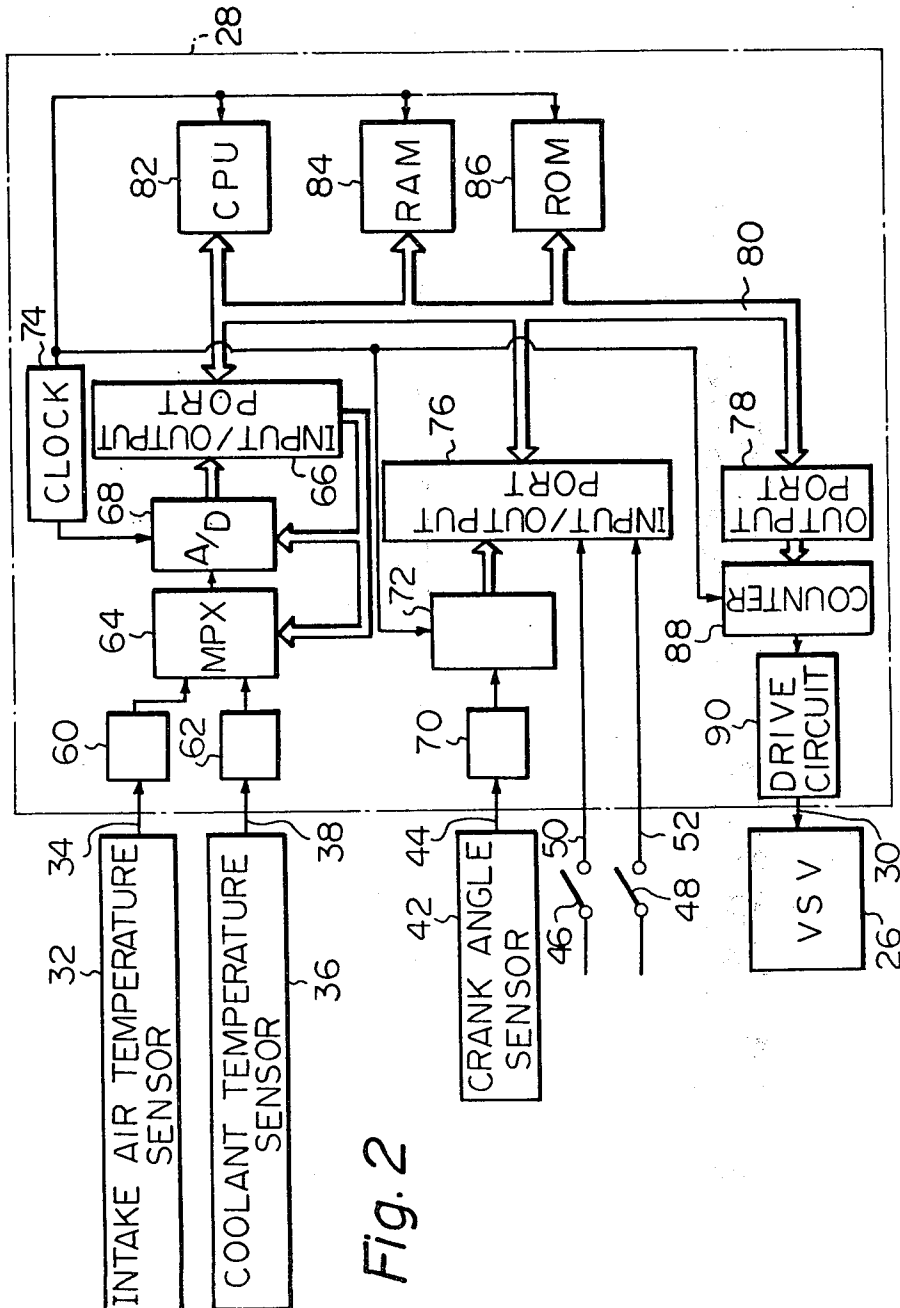 28
INTAKE AIR TEMPERATURE
SENSOR
32
34
60
COOLANT TEMPERATURE
SENSOR
36
38
62
64
MPX
68
A/D
CLOCK
74
66
INPUT/OUTPUT
PORT
82
CPU
84
RAM
86
ROM
80
42
CRANK ANGLE
SENSOR
44
70
72
76
INPUT/OUTPUT
PORT
46
50
48
52
78
OUTPUT
PORT
88
COUNTER
90
DRIVE
CIRCUIT
30
26
VSV
Fig. 2